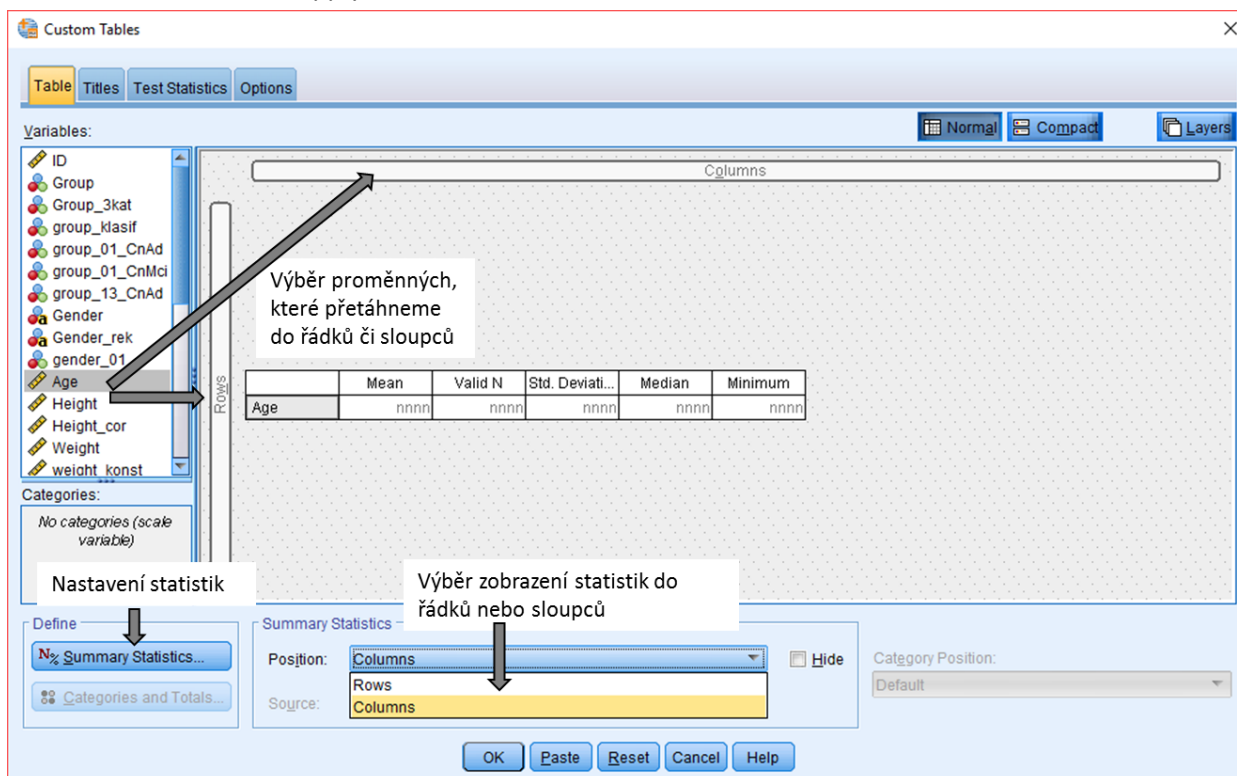 Custom Tables
Table Titles Test Statistics Options
Variables:
Normal Compact Layers
ID
Group
Group_3kat
group_klasif
group_01_CnAd
group_01_CnMci
group_13_CnAd
Gender
Gender_rek
gender_01
Age
Height
Height_cor
Weight
weight_konst
Columns
Rows
Výběr proměnných,
které přetáhneme
do řádků či sloupců
Mean Valid N Std. Deviati... Median Minimum
Age nnnn nnnn nnnn nnnn nnnn
Categories:
No categories (scale
variable)
Nastavení statistik
Výběr zobrazení statistik do
řádků nebo sloupců
Define
N% Summary Statistics...
Categories and Totals...
Summary Statistics
Position: Columns Hide
Rows
Columns
Source:
Category Position:
Default
OK Paste Reset Cancel Help